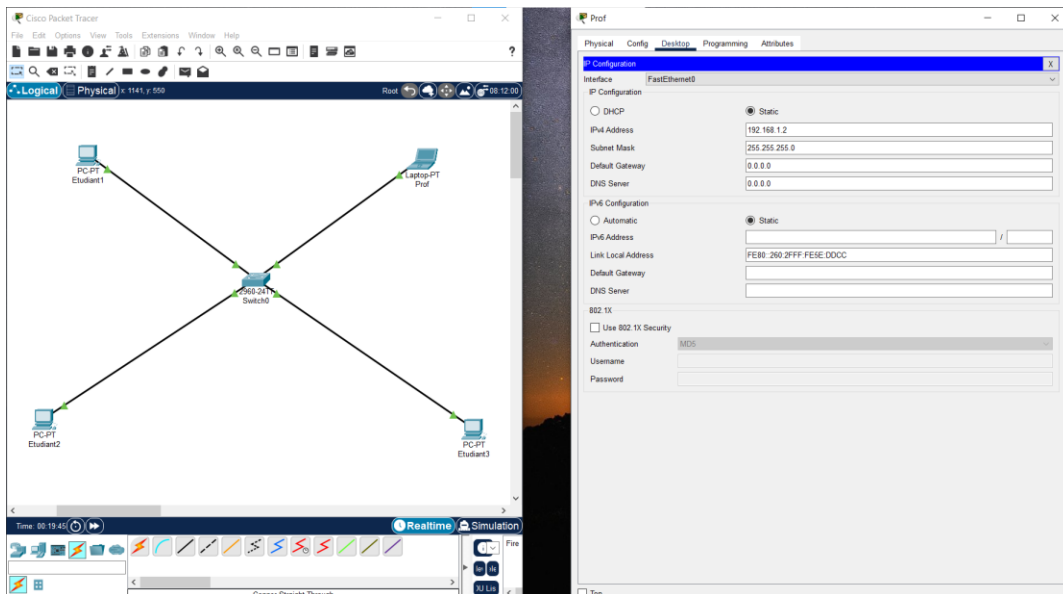 Cisco Packet Tracer
File Edit Options View Tools Extensions Window Help
?
Logical Physical x: 1141, y: 550 Root 08:12:00
PC-PT
Etudiant1
Laptop-PT
Prof
2960-24TT
Switch0
PC-PT
Etudiant2
PC-PT
Etudiant3
Time: 00:19:45 Realtime Simulation
Fire
Copper Straight-Through
Prof
Physical Config Desktop Programming Attributes
IP Configuration X
Interface FastEthernet0
IP Configuration
DHCP Static
IPv4 Address 192.168.1.2
Subnet Mask 255.255.255.0
Default Gateway 0.0.0.0
DNS Server 0.0.0.0
IPv6 Configuration
Automatic Static
IPv6 Address /
Link Local Address FE80::260:2FFF:FE5E:DDCC
Default Gateway
DNS Server
802.1X
Use 802.1X Security
Authentication MD5
Username
Password
Top